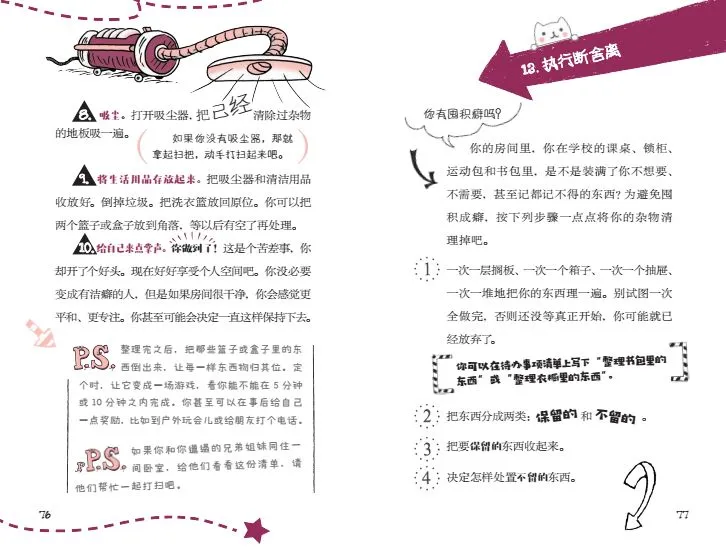 8. 吸尘。打开吸尘器，把已经清除过杂物
的地板吸一遍。
如果你没有吸尘器，那就
拿起扫把，动手打扫起来吧。
9. 将生活用品存放起来。把吸尘器和清洁用品
收放好。倒掉垃圾。把洗衣篮放回原位。你可以把
两个篮子或盒子放到角落，等以后有空了再处理。
10. 给自己来点掌声。你做到了！这是个苦差事，你
却开了个好头。现在好好享受个人空间吧。你没必要
变成有洁癖的人，但是如果房间很干净，你会感觉更
平和、更专注。你甚至可能会决定一直这样保持下去。
P.S. 整理完之后，把那些篮子或盒子里的东
西倒出来，让每一样东西物归其位。定
个时，让它变成一场游戏，看你能不能在 5 分钟
或 10 分钟之内完成。你甚至可以在事后给自己
一点奖励，比如到户外玩会儿或给朋友打个电话。
P.P.S. 如果你和你邋遢的兄弟姐妹同住一
间卧室，给他们看看这份清单，请
他们帮忙一起打扫吧。
76
13. 执行断舍离
你有囤积癖吗？
你的房间里，你在学校的课桌、锁柜、
运动包和书包里，是不是装满了你不想要、
不需要，甚至记都记不得的东西？为避免囤
积成癖，按下列步骤一点点将你的杂物清
理掉吧。
1 一次一层搁板、一次一个箱子、一次一个抽屉、
一次一堆地把你的东西理一遍。别试图一次
全做完，否则还没等真正开始，你可能就已
经放弃了。
你可以在待办事项清单上写下“整理书包里的
东西”或“整理衣橱里的东西”。
2 把东西分成两类：保留的 和 不留的 。
3 把要保留的东西收起来。
4 决定怎样处置不留的东西。
77